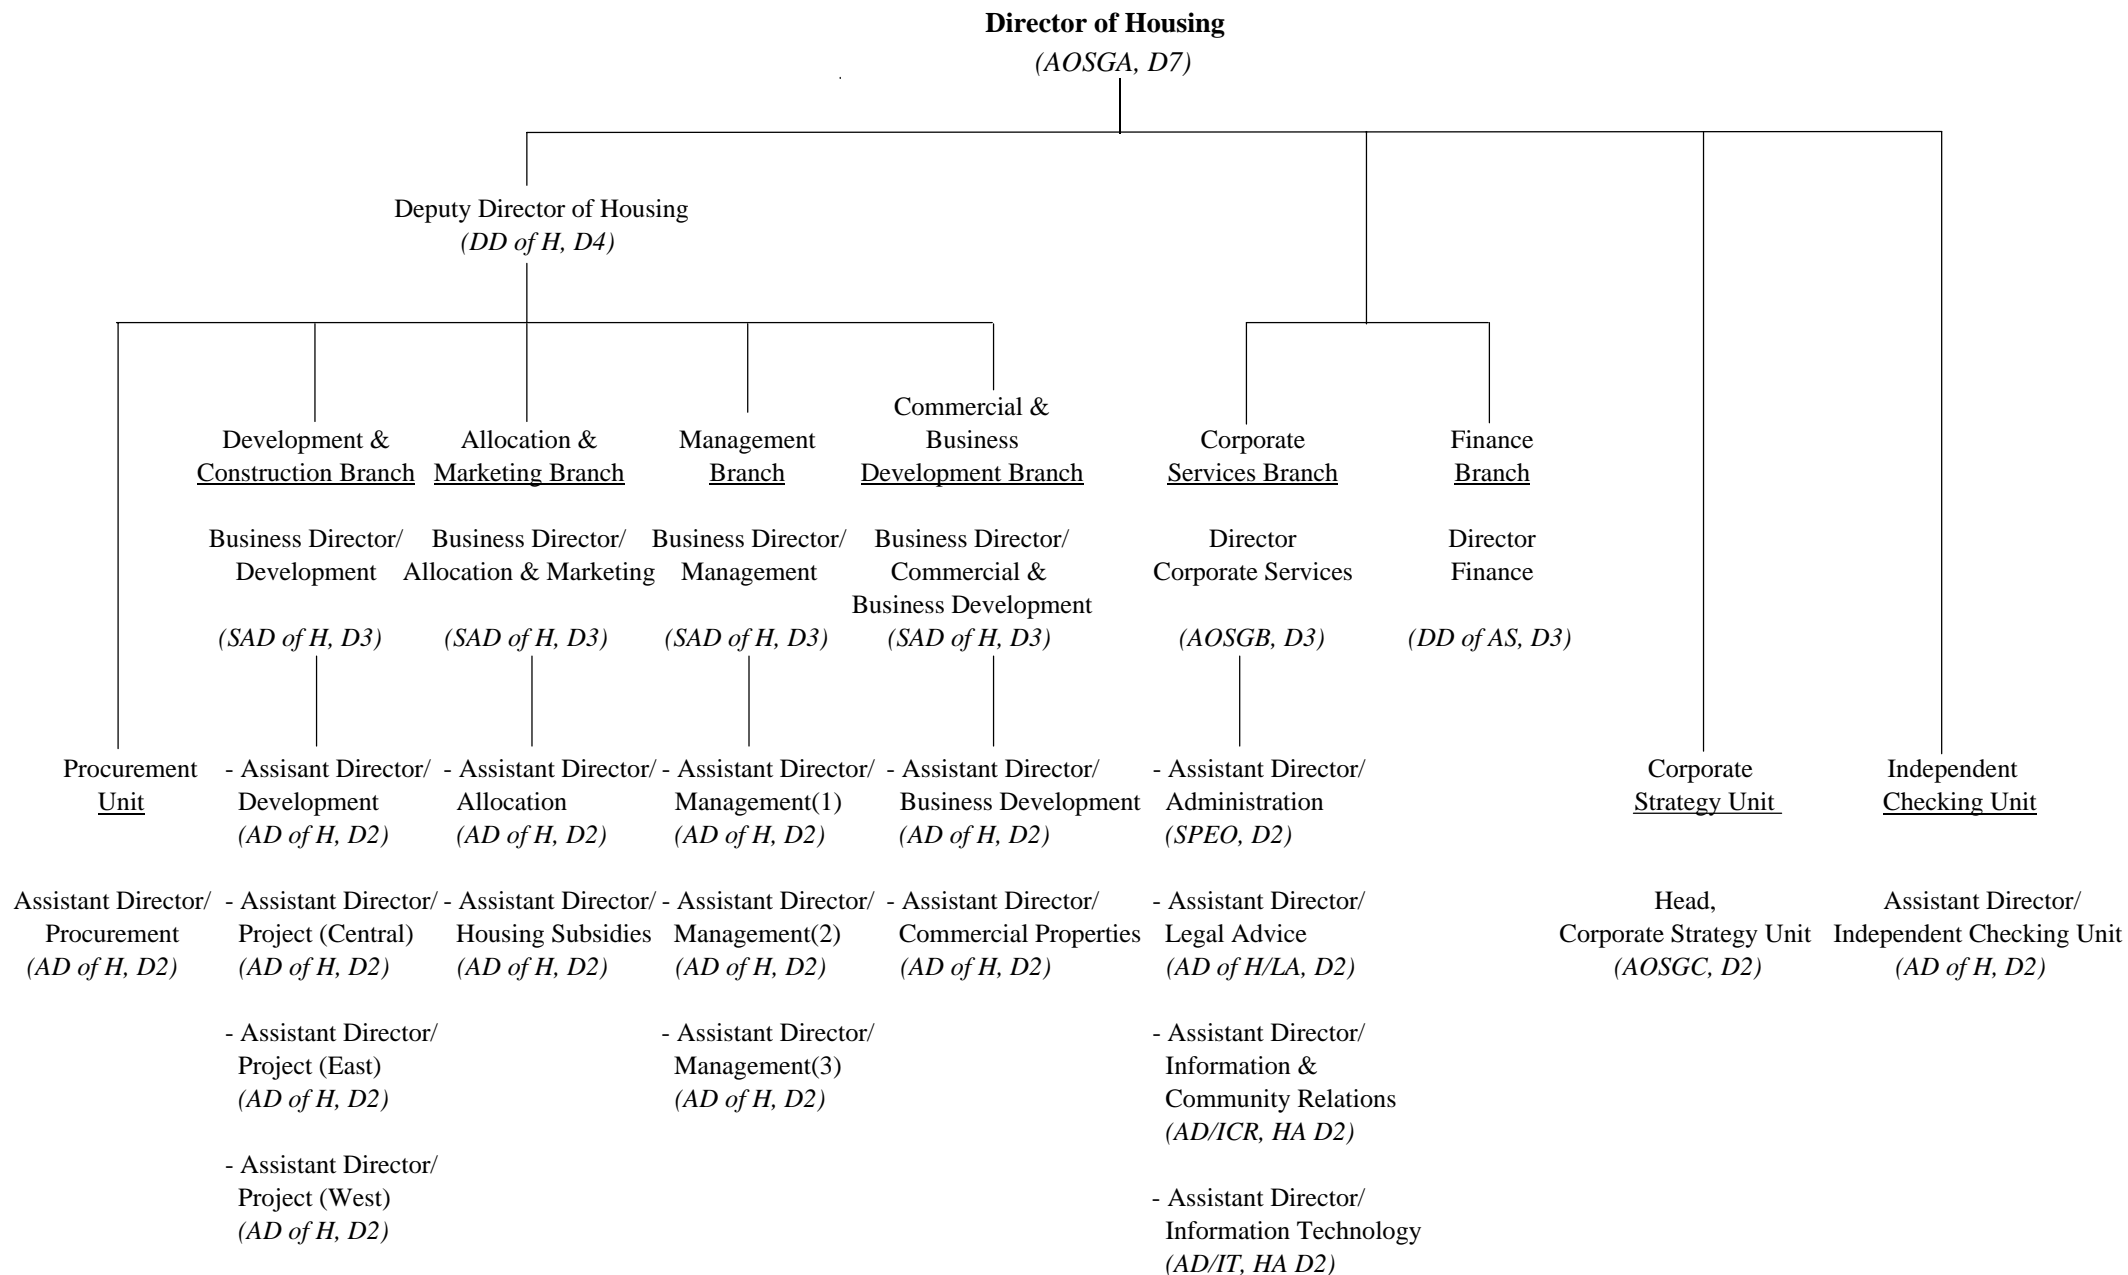 Director of Housing
(AOSGA, D7)
Deputy Director of Housing
(DD of H, D4)
Development &
Construction Branch
Business Director/
Development
(SAD of H, D3)
Allocation &
Marketing Branch
Business Director/
Allocation & Marketing
(SAD of H, D3)
Management
Branch
Business Director/
Management
(SAD of H, D3)
Commercial &
Business
Development Branch
Business Director/
Commercial &
Business Development
(SAD of H, D3)
Corporate
Services Branch
Director
Corporate Services
(AOSGB, D3)
Finance
Branch
Director
Finance
(DD of AS, D3)
Procurement
Unit
Assistant Director/
Procurement
(AD of H, D2)
- Assisant Director/
Development
(AD of H, D2)
- Assistant Director/
Project (Central)
(AD of H, D2)
- Assistant Director/
Project (East)
(AD of H, D2)
- Assistant Director/
Project (West)
(AD of H, D2)
- Assistant Director/
Allocation
(AD of H, D2)
- Assistant Director/
Housing Subsidies
(AD of H, D2)
- Assistant Director/
Management(1)
(AD of H, D2)
- Assistant Director/
Management(2)
(AD of H, D2)
- Assistant Director/
Management(3)
(AD of H, D2)
- Assistant Director/
Business Development
(AD of H, D2)
- Assistant Director/
Commercial Properties
(AD of H, D2)
- Assistant Director/
Administration
(SPEO, D2)
- Assistant Director/
Legal Advice
(AD of H/LA, D2)
- Assistant Director/
Information &
Community Relations
(AD/ICR, HA D2)
- Assistant Director/
Information Technology
(AD/IT, HA D2)
Corporate
Strategy Unit
Head,
Corporate Strategy Unit
(AOSGC, D2)
Independent
Checking Unit
Assistant Director/
Independent Checking Unit
(AD of H, D2)